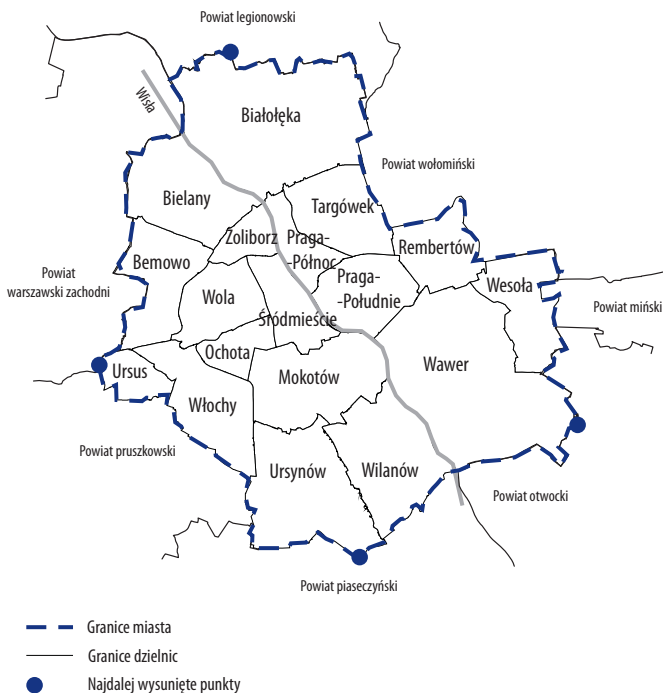 Powiat legionowski
Wisła
Białołęka
Powiat wołomiński
Bielany
Targówek
Żoliborz
Praga-
-Północ
Rembertów
Bemowo
Powiat
warszawski zachodni
Wola
Praga-
-Południe
Wesoła
Powiat miński
Śródmieście
Ochota
Ursus
Mokotów
Wawer
Włochy
Powiat pruszkowski
Ursynów
Wilanów
Powiat otwocki
Powiat piaseczyński
Granice miasta
Granice dzielnic
Najdalej wysunięte punkty